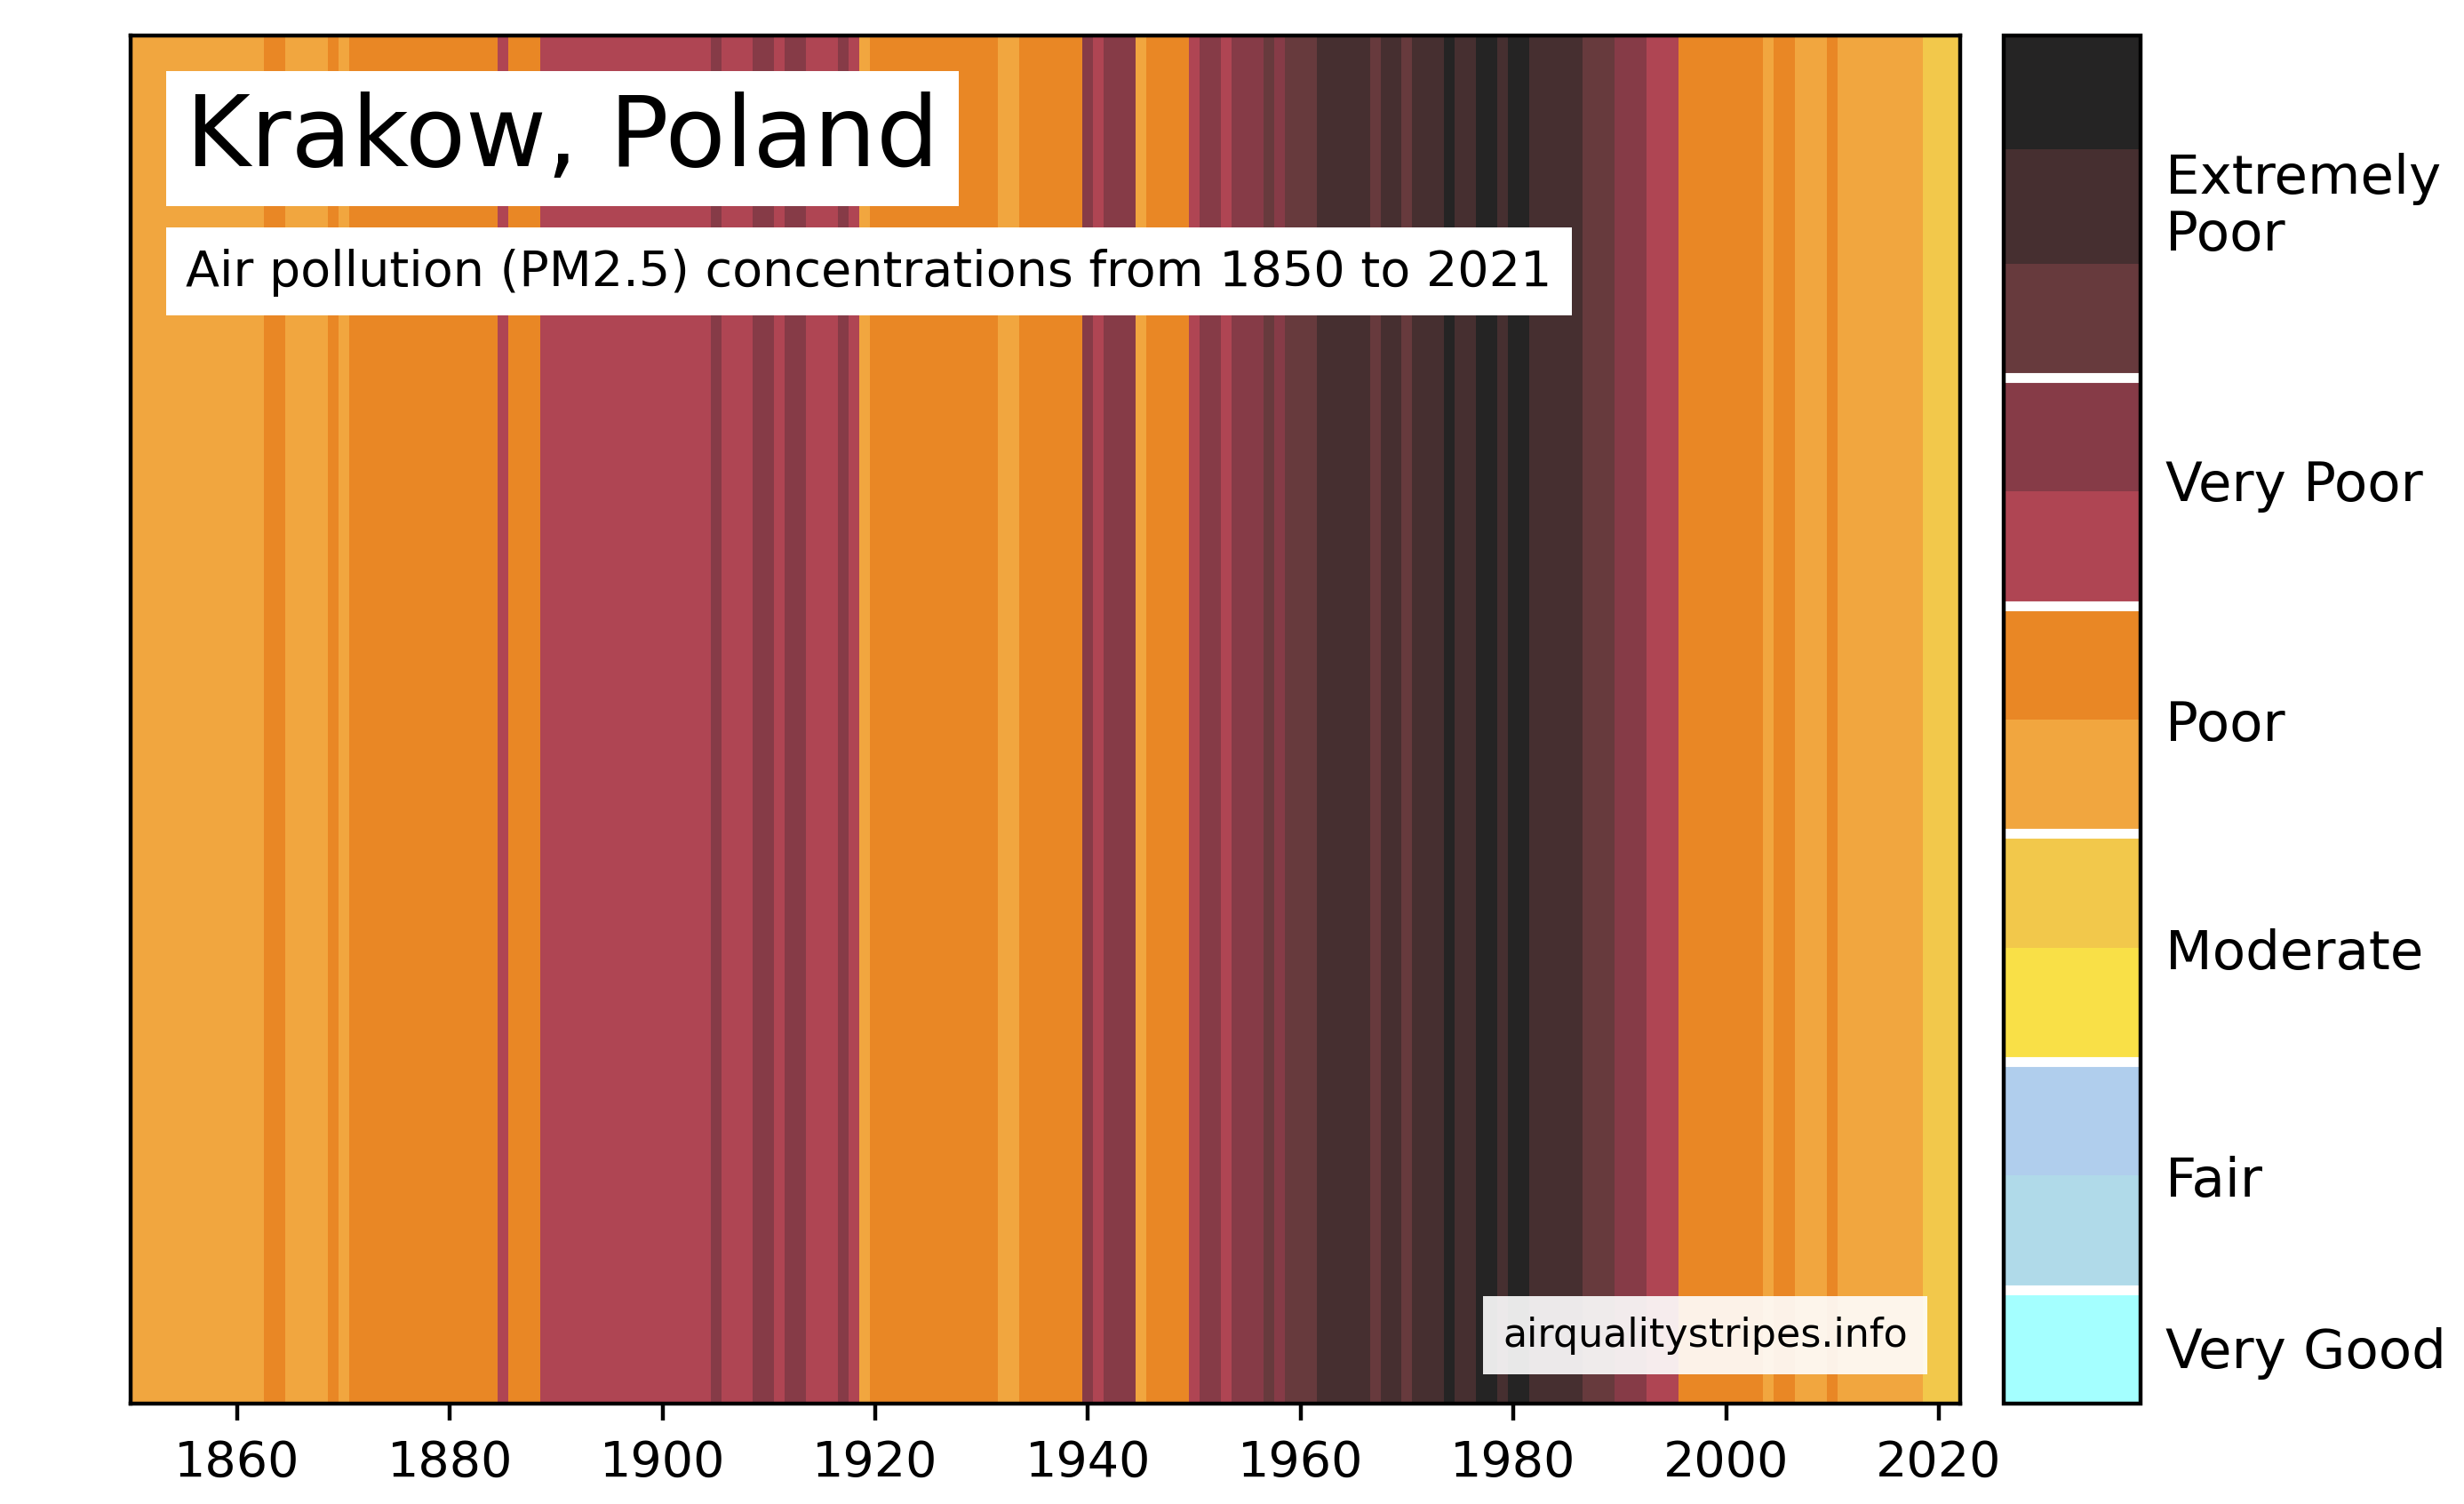 Krakow, Poland
Air pollution (PM2.5) concentrations from 1850 to 2021
Extremely
Poor
Very Poor
Poor
Moderate
Fair
Very Good
airqualitystripes.info
1860 1880 1900 1920 1940 1960 1980 2000 2020